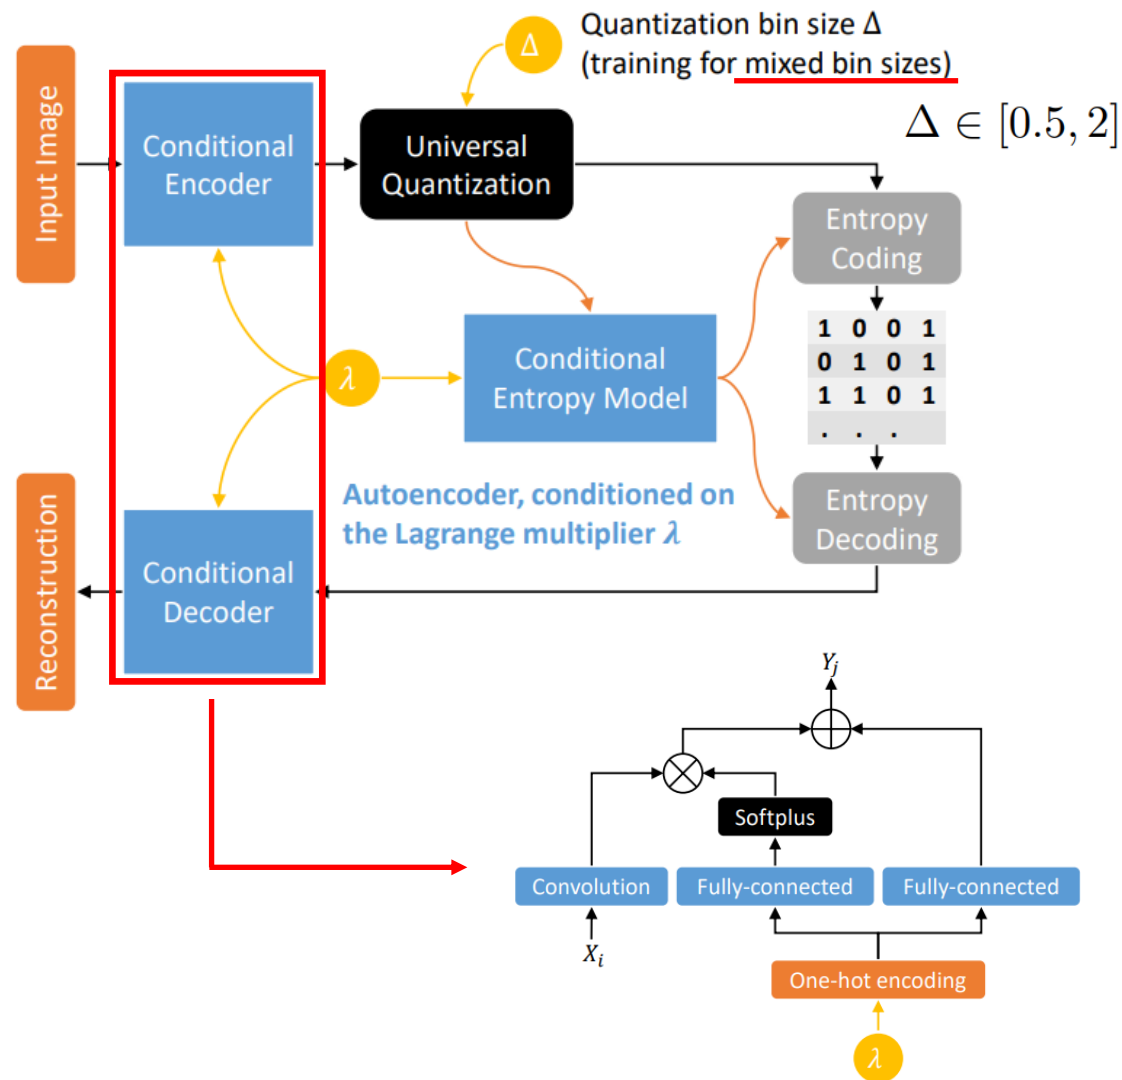 Quantization bin size Δ
(training for mixed bin sizes)
Δ
Δ ∈ [0.5, 2]
Input Image
Conditional
Encoder
Universal
Quantization
Entropy
Coding
1 0 0 1
0 1 0 1
1 1 0 1
. . .
λ
Conditional
Entropy Model
Autoencoder, conditioned on
the Lagrange multiplier λ
Entropy
Decoding
Reconstruction
Conditional
Decoder
Yj
Softplus
Convolution
Fully-connected
Fully-connected
Xi
One-hot encoding
λ